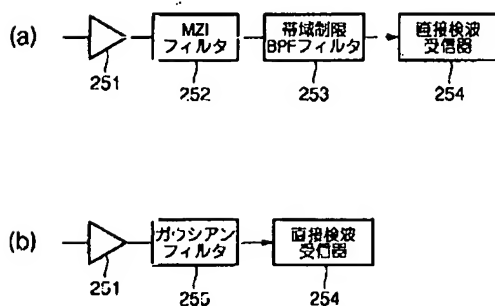 (a)
MZI
フィルタ
帯域制限
BPFフィルタ
直接検波
受信器
251
252
253
254
(b)
ガウシアン
フィルタ
直接検波
受信器
251
255
254